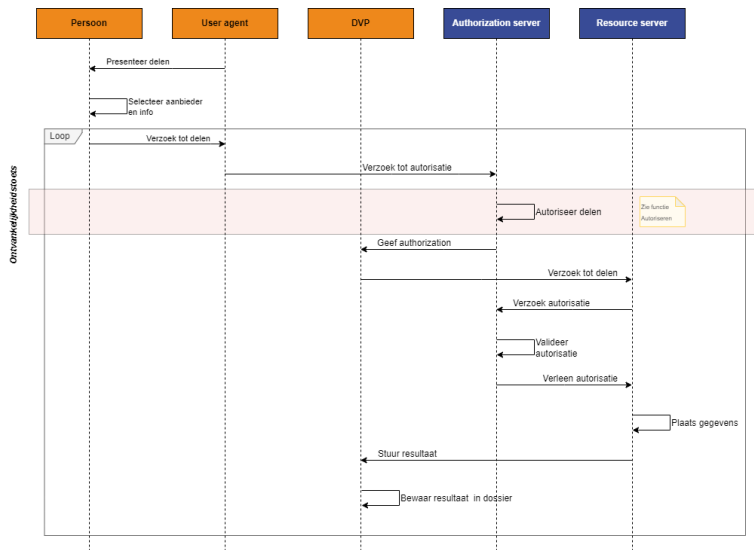 Persoon
User agent
DVP
Authorization server
Resource server
Presenteer delen
Selecteer aanbieder
en info
Loop
Verzoek tot delen
Verzoek tot autorisatie
Ontvankelijkheidstoets
Autoriseer delen
Zie functie
Autoriseren
Geef authorization
Verzoek tot delen
Verzoek autorisatie
Valideer
autorisatie
Verleen autorisatie
Plaats gegevens
Stuur resultaat
Bewaar resultaat in dossier